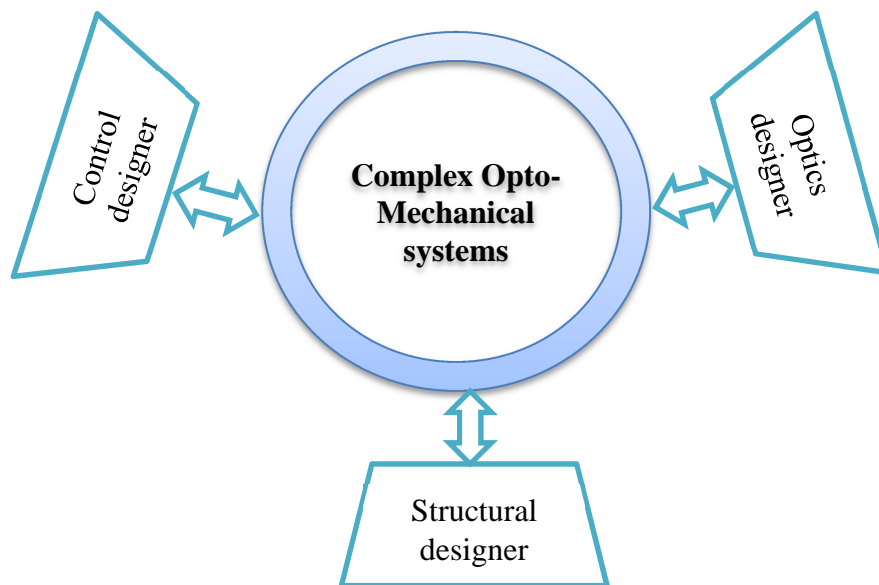 Control
designer
Complex Opto-
Mechanical
systems
Optics
designer
Structural
designer